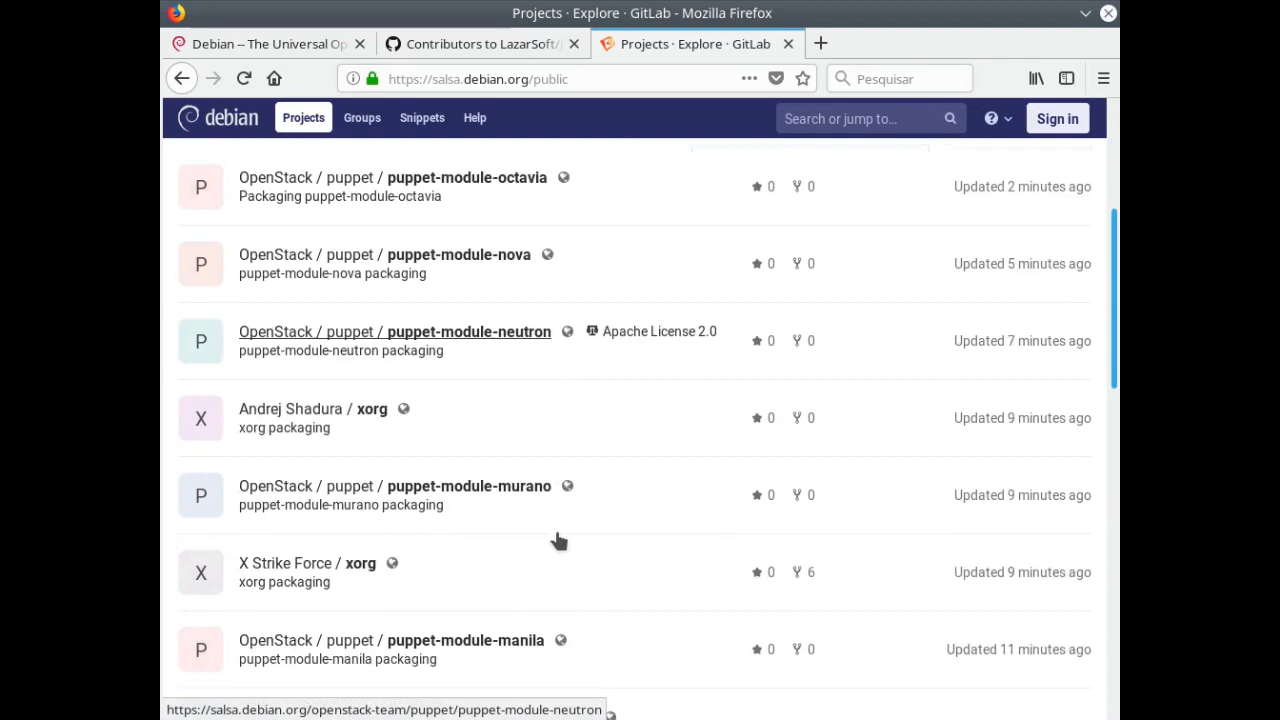 Projects · Explore · GitLab - Mozilla Firefox
Debian -- The Universal Op
Contributors to LazarSoft/j
Projects · Explore · GitLab
https://salsa.debian.org/public
Pesquisar
debian
Projects
Groups
Snippets
Help
Search or jump to…
Sign in
P
OpenStack / puppet / puppet-module-octavia
Packaging puppet-module-octavia
0
0
Updated 2 minutes ago
P
OpenStack / puppet / puppet-module-nova
puppet-module-nova packaging
0
0
Updated 5 minutes ago
P
OpenStack / puppet / puppet-module-neutron
Apache License 2.0
puppet-module-neutron packaging
0
0
Updated 7 minutes ago
X
Andrej Shadura / xorg
xorg packaging
0
0
Updated 9 minutes ago
P
OpenStack / puppet / puppet-module-murano
puppet-module-murano packaging
0
0
Updated 9 minutes ago
X
X Strike Force / xorg
xorg packaging
0
6
Updated 9 minutes ago
P
OpenStack / puppet / puppet-module-manila
puppet-module-manila packaging
0
0
Updated 11 minutes ago
https://salsa.debian.org/openstack-team/puppet/puppet-module-neutron